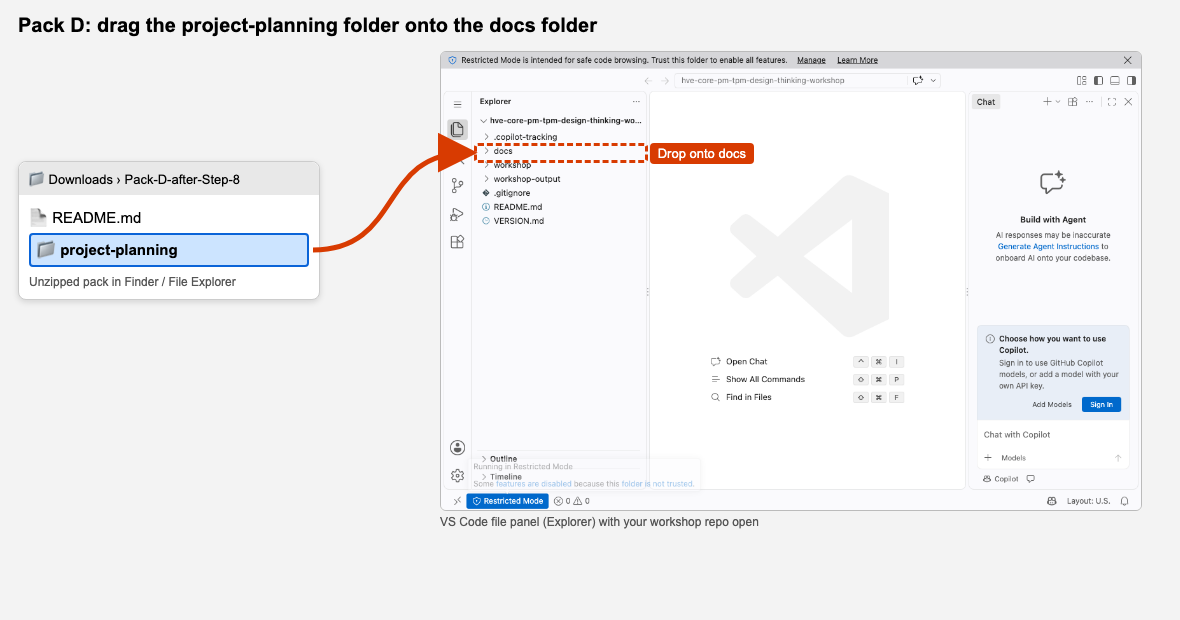 Pack D: drag the project-planning folder onto the docs folder
Restricted Mode is intended for safe code browsing. Trust this folder to enable all features. Manage Learn More
hve-core-pm-tpm-design-thinking-workshop
Explorer
hve-core-pm-tpm-design-thinking-wo...
.copilot-tracking
docs
Drop onto docs
workshop
workshop-output
.gitignore
README.md
VERSION.md
Downloads › Pack-D-after-Step-8
README.md
project-planning
Unzipped pack in Finder / File Explorer
Open Chat ^ ⌘ I
Show All Commands ⇧ ⌘ P
Find in Files ⇧ ⌘ F
Chat
Build with Agent
AI responses may be inaccurate
Generate Agent Instructions to
onboard AI onto your codebase.
Choose how you want to use
Copilot.
Sign in to use GitHub Copilot
models, or add a model with your
own API key.
Add Models Sign In
Chat with Copilot
Models
Copilot
Outline
Running in Restricted Mode
Timeline
Some features are disabled because this folder is not trusted.
Restricted Mode 0 0
Layout: U.S.
VS Code file panel (Explorer) with your workshop repo open